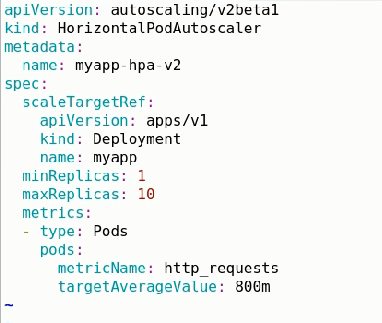 apiVersion: autoscaling/v2beta1
kind: HorizontalPodAutoscaler
metadata:
  name: myapp-hpa-v2
spec:
  scaleTargetRef:
    apiVersion: apps/v1
    kind: Deployment
    name: myapp
  minReplicas: 1
  maxReplicas: 10
  metrics:
  - type: Pods
    pods:
      metricName: http_requests
      targetAverageValue: 800m
~